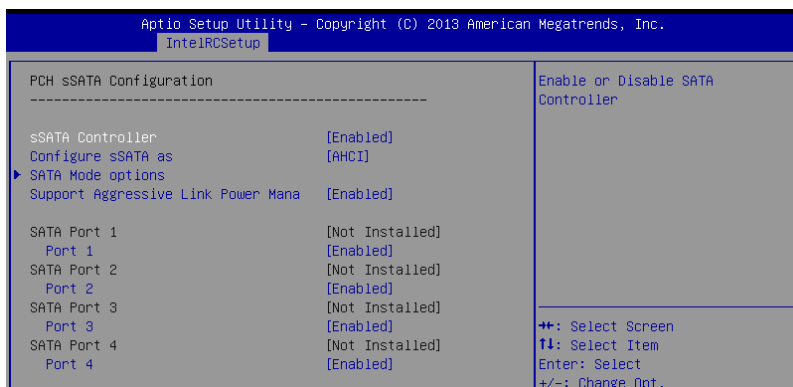 Aptio Setup Utility – Copyright (C) 2013 American Megatrends, Inc.
IntelRCSetup
PCH sSATA Configuration
--------------------------------------------------
sSATA Controller [Enabled]
Configure sSATA as [AHCI]
SATA Mode options
Support Aggressive Link Power Mana [Enabled]
SATA Port 1 [Not Installed]
Port 1 [Enabled]
SATA Port 2 [Not Installed]
Port 2 [Enabled]
SATA Port 3 [Not Installed]
Port 3 [Enabled]
SATA Port 4 [Not Installed]
Port 4 [Enabled]
Enable or Disable SATA
Controller
→←: Select Screen
↑↓: Select Item
Enter: Select
+/-: Change Opt.